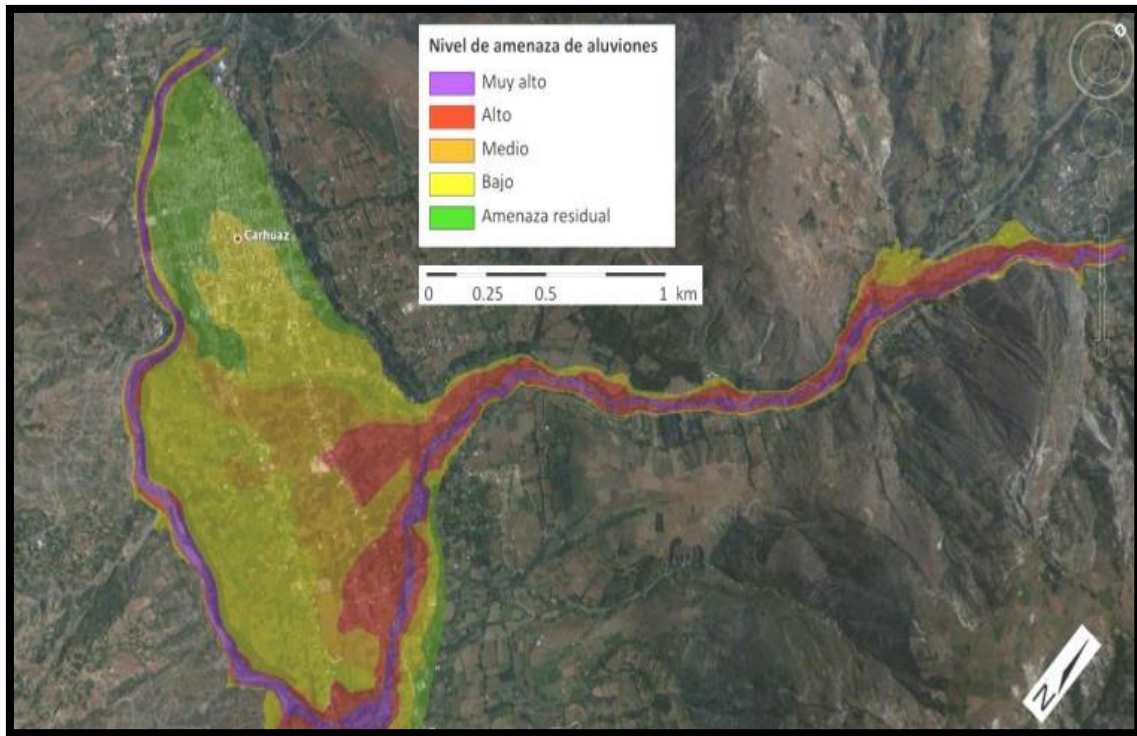 Nivel de amenaza de aluviones
Muy alto
Alto
Medio
Bajo
Amenaza residual
Carhuaz
0 0.25 0.5 1 km
N